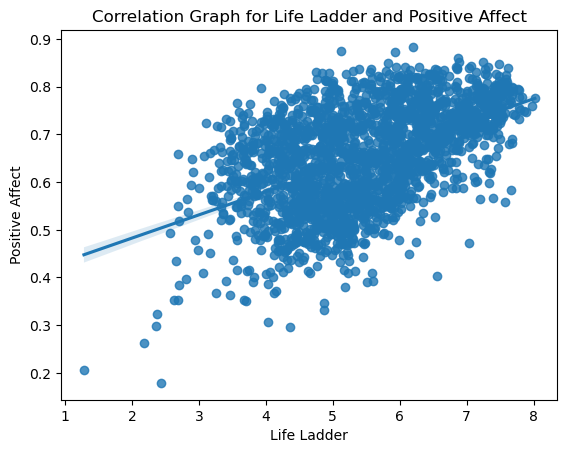 Correlation Graph for Life Ladder and Positive Affect
0.9
0.8
0.7
0.6
0.5
0.4
0.3
0.2
Positive Affect
1 2 3 4 5 6 7 8
Life Ladder